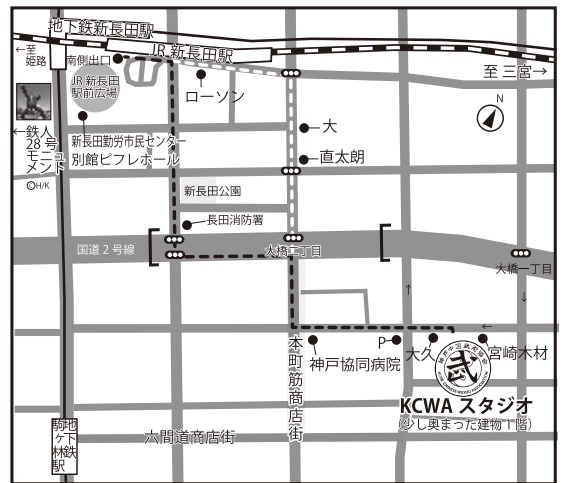 地下鉄新長田駅
JR 新長田駅
←至
姫路
南側出口
JR 新長田
駅前広場
ローソン
至 三宮→
N
←鉄人
28 号
モニュ
メント
©H/K
新長田勤労市民センター
別館ピフレホール
大
直太朗
新長田公園
長田消防署
国道 2 号線
大橋二丁目
大橋一丁目
↑
↓
←
本町筋商店街
神戸協同病院
P
大久
宮崎木材
武
KCWA スタジオ
(少し奥まった建物 1 階)
六間道商店街
地下鉄
駒ヶ林駅